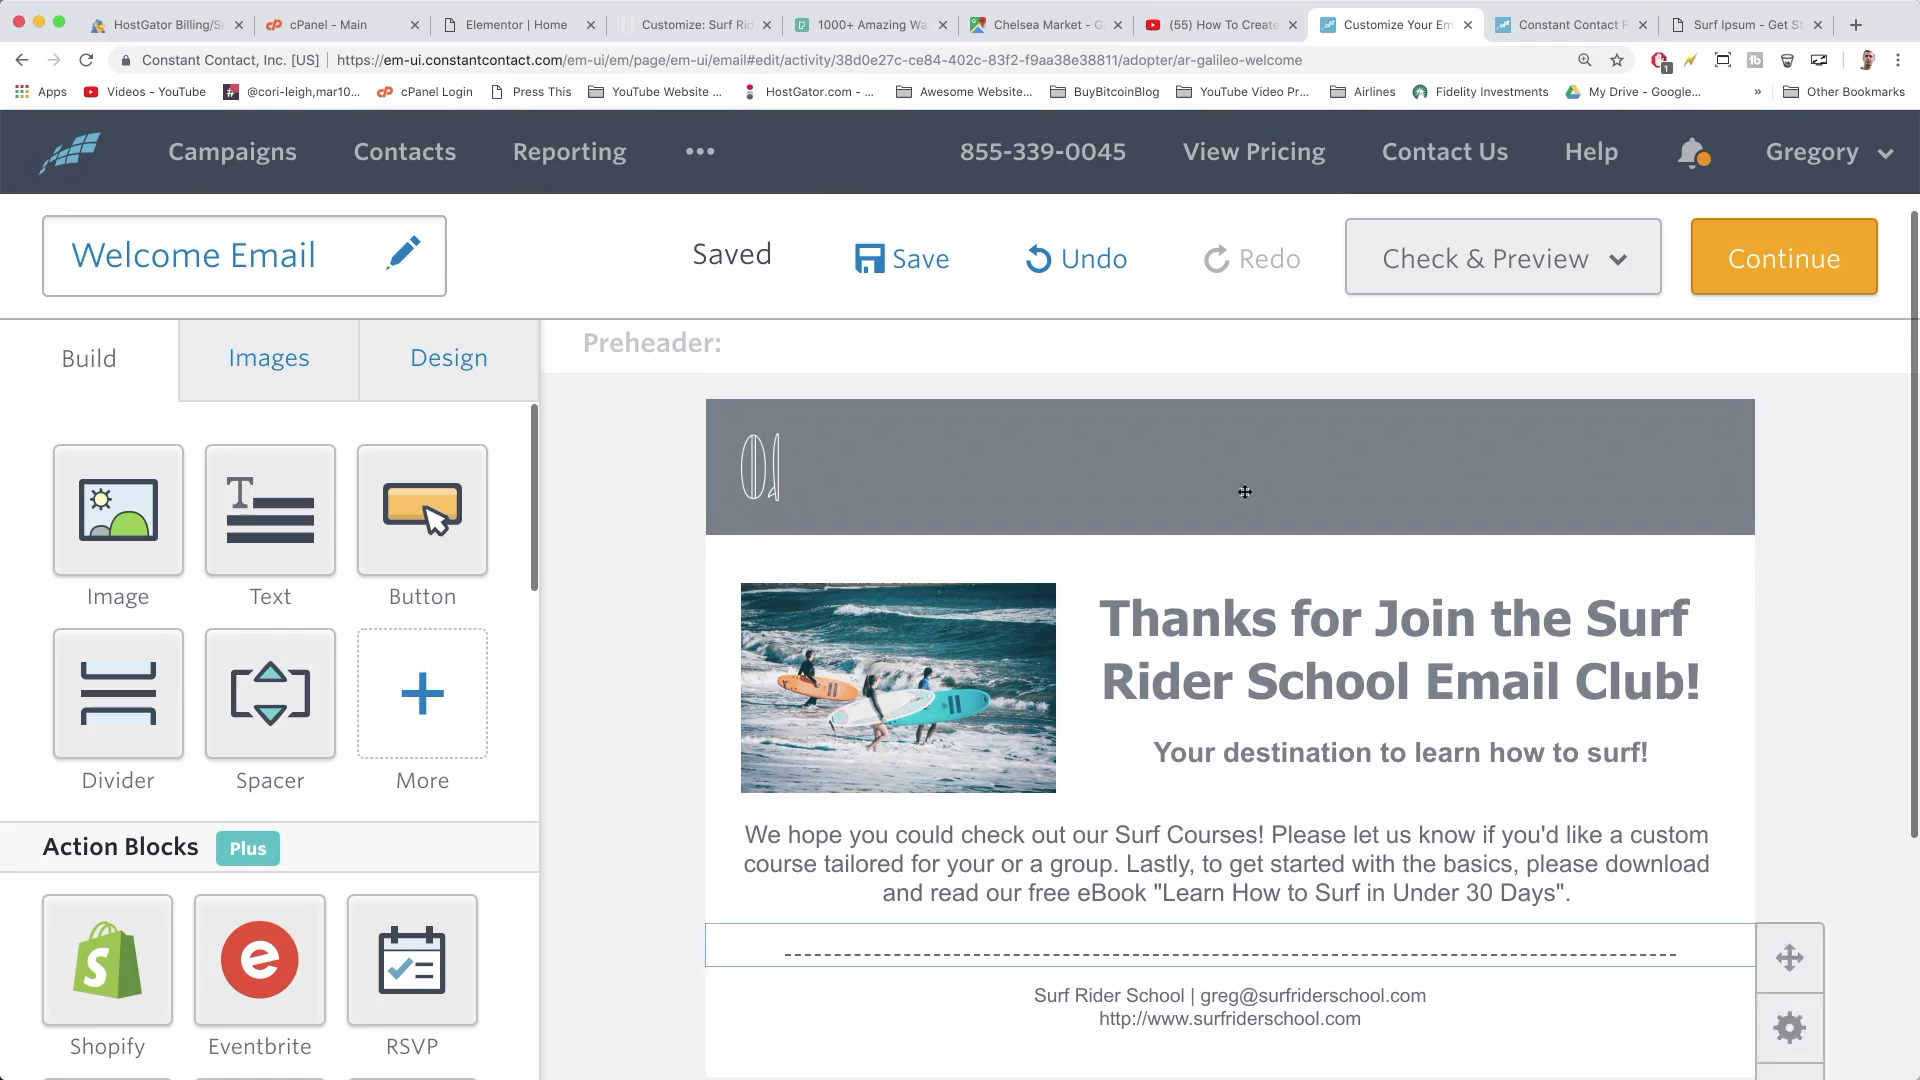 HostGator Billing/Su
cPanel - Main
Elementor | Home
Customize: Surf Rid
1000+ Amazing Wa
Chelsea Market - G
(55) How To Create
Customize Your Em
Constant Contact F
Surf Ipsum - Get St
Constant Contact, Inc. [US] | https://em-ui.constantcontact.com/em-ui/em/page/em-ui/email#edit/activity/38d0e27c-ce84-402c-83f2-f9aa38e38811/adopter/ar-galileo-welcome
Apps
Videos - YouTube
@cori-leigh,mar10...
cPanel Login
Press This
YouTube Website ...
HostGator.com - ...
Awesome Website...
BuyBitcoinBlog
YouTube Video Pr...
Airlines
Fidelity Investments
My Drive - Google...
»
Other Bookmarks
Campaigns
Contacts
Reporting
•••
855-339-0045
View Pricing
Contact Us
Help
Gregory
Welcome Email
Saved
Save
Undo
Redo
Check & Preview
Continue
Build
Images
Design
Preheader:
Image
Text
Button
Divider
Spacer
More
Action Blocks
Plus
Shopify
Eventbrite
RSVP
Thanks for Join the Surf
Rider School Email Club!
Your destination to learn how to surf!
We hope you could check out our Surf Courses! Please let us know if you'd like a custom
course tailored for your or a group. Lastly, to get started with the basics, please download
and read our free eBook "Learn How to Surf in Under 30 Days".
Surf Rider School | greg@surfriderschool.com
http://www.surfriderschool.com